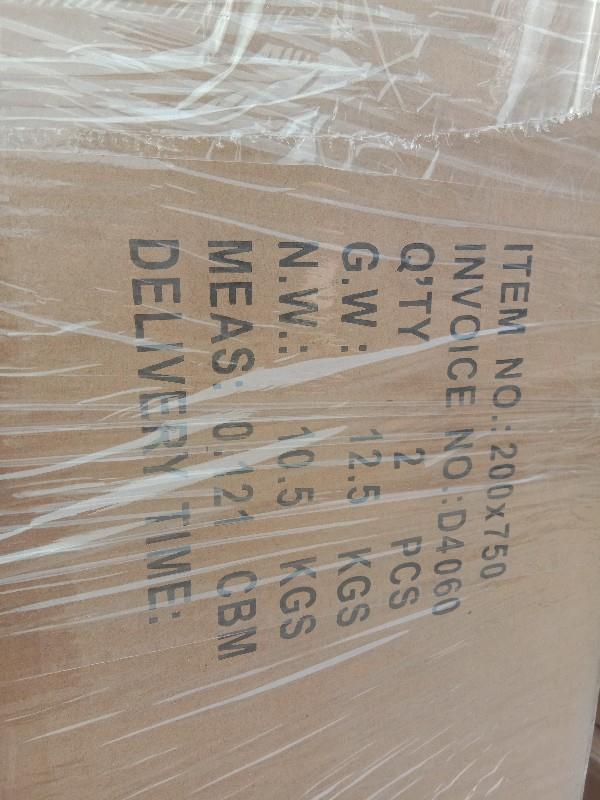 ITEM NO.: 200x750
INVOICE NO.:D4060
Q'TY 2 PCS
G.W : 12.5 KGS
N.W.: 10.5 KGS
MEAS: 0.121 CBM
DELIVERY TIME: